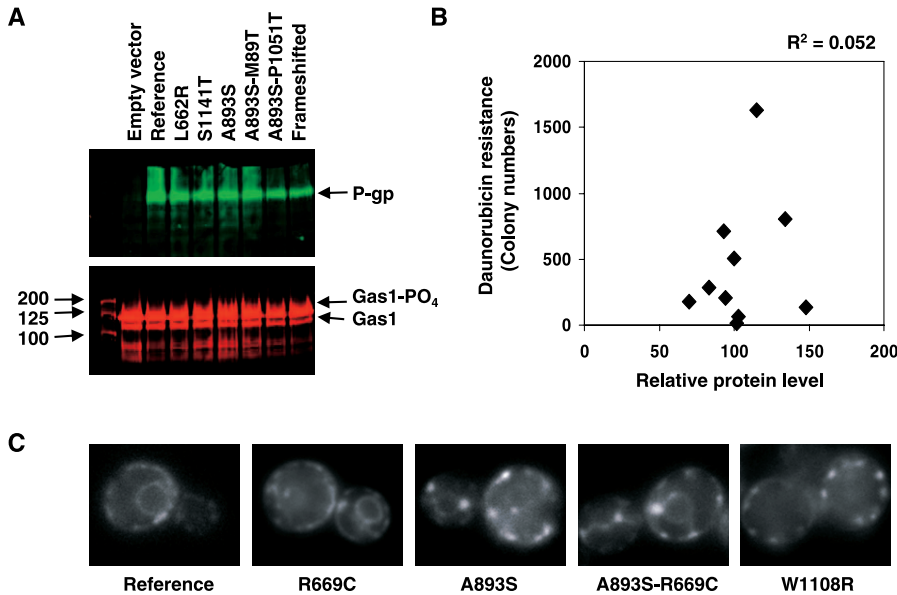 A
Empty vector
Reference
L662R
S1141T
A893S
A893S-M89T
A893S-P1051T
Frameshifted
P-gp
200
125
100
Gas1-PO4
Gas1
B
R2 = 0.052
Daunorubicin resistance
(Colony numbers)
2000
1500
1000
500
0
0
50
100
150
200
Relative protein level
C
Reference
R669C
A893S
A893S-R669C
W1108R